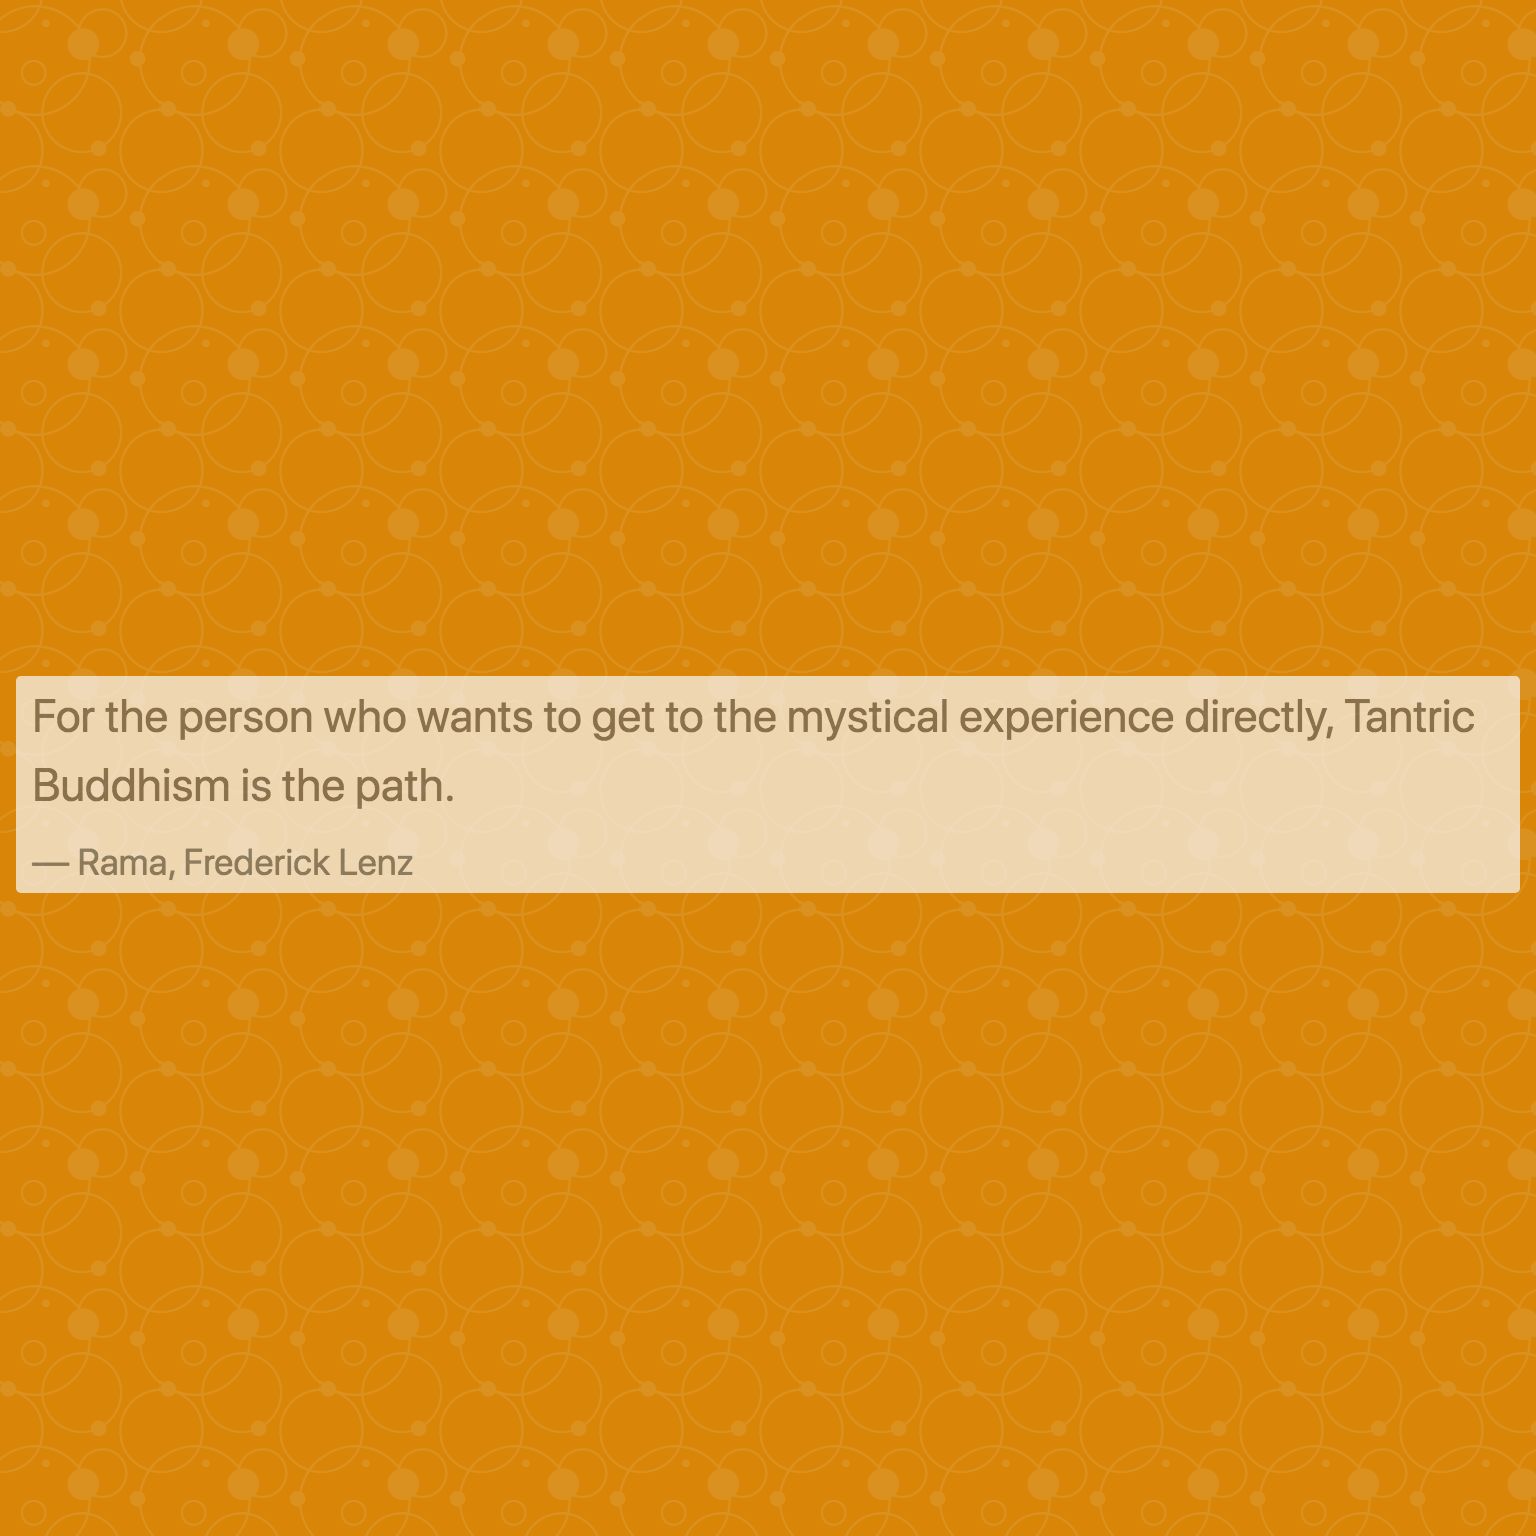 For the person who wants to get to the mystical experience directly, Tantric
Buddhism is the path.
— Rama, Frederick Lenz